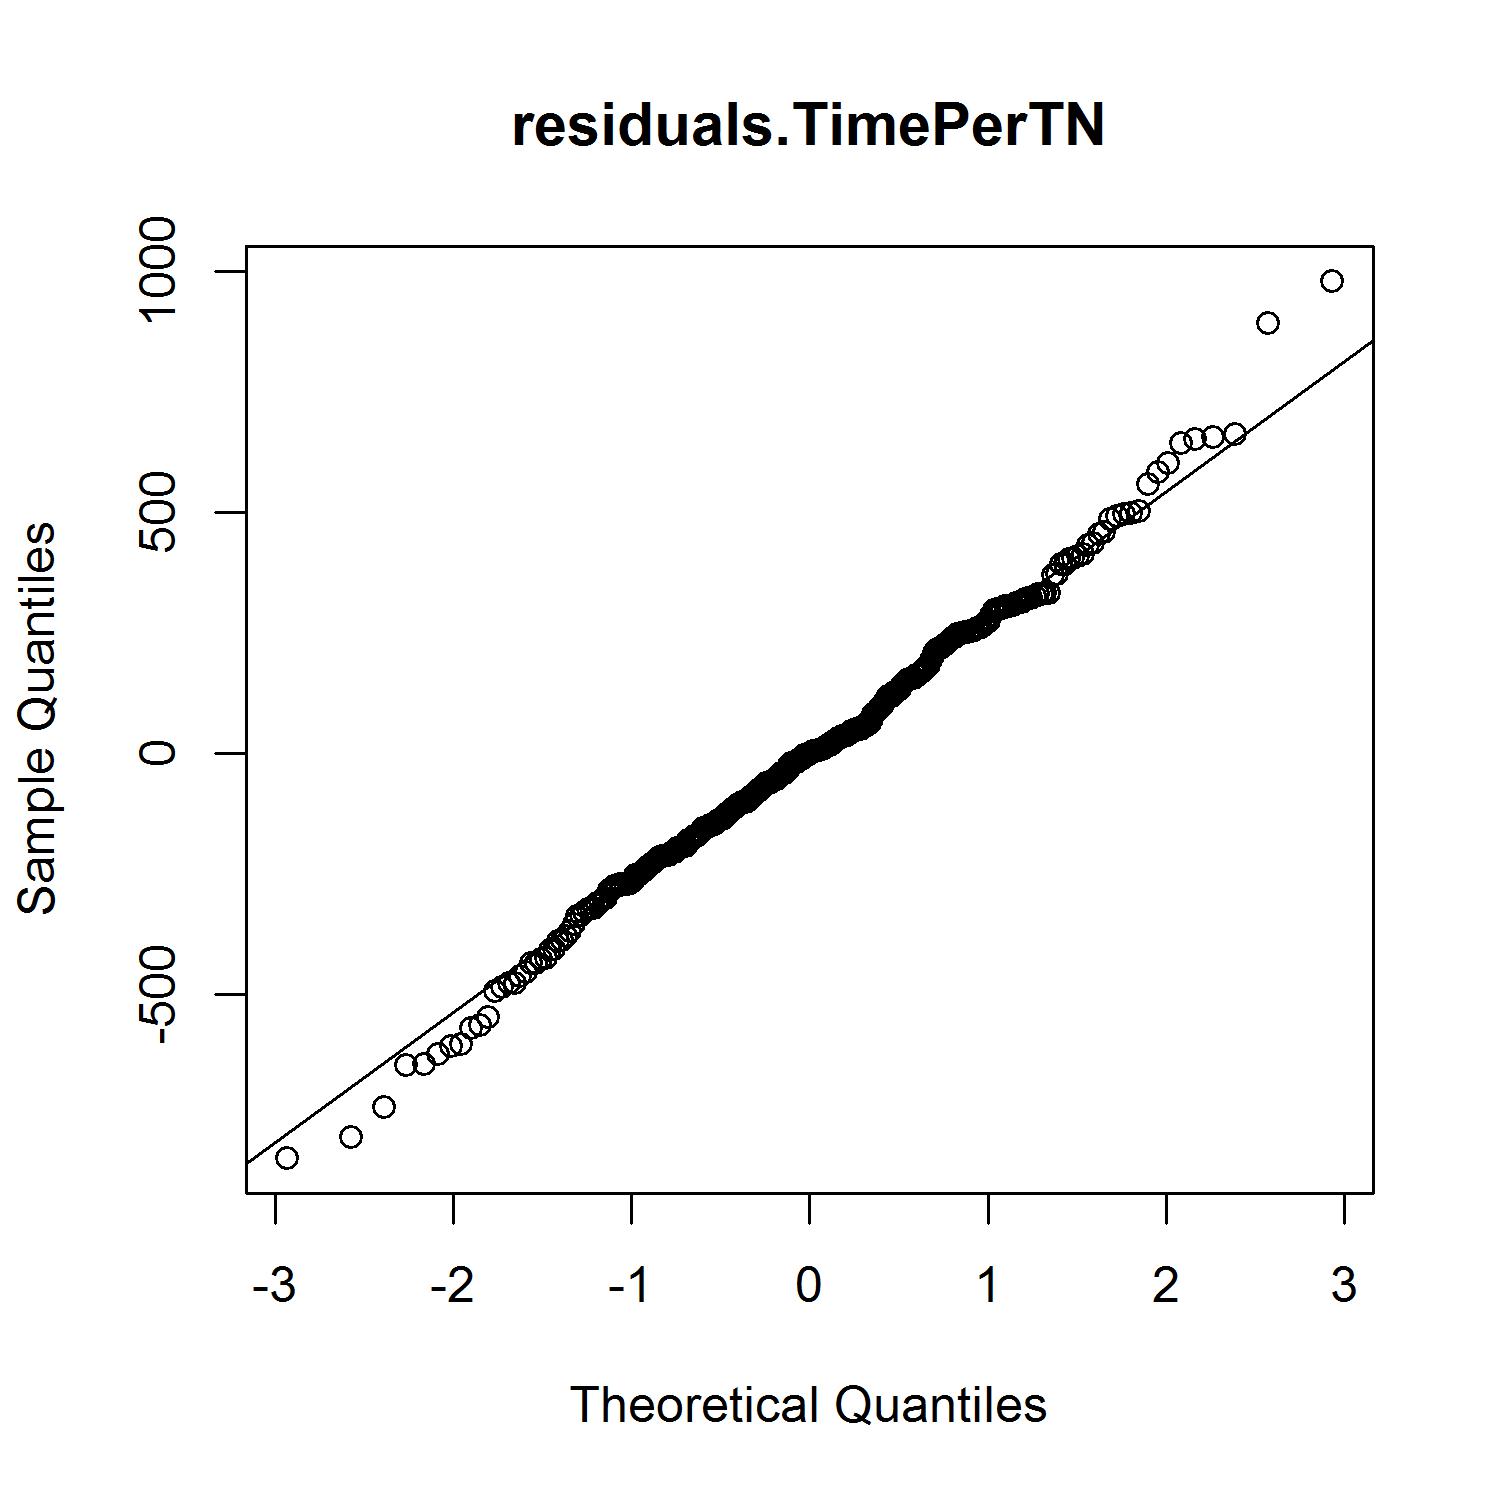 residuals.TimePerTN
1000
500
0
-500
Sample Quantiles
-3 -2 -1 0 1 2 3
Theoretical Quantiles